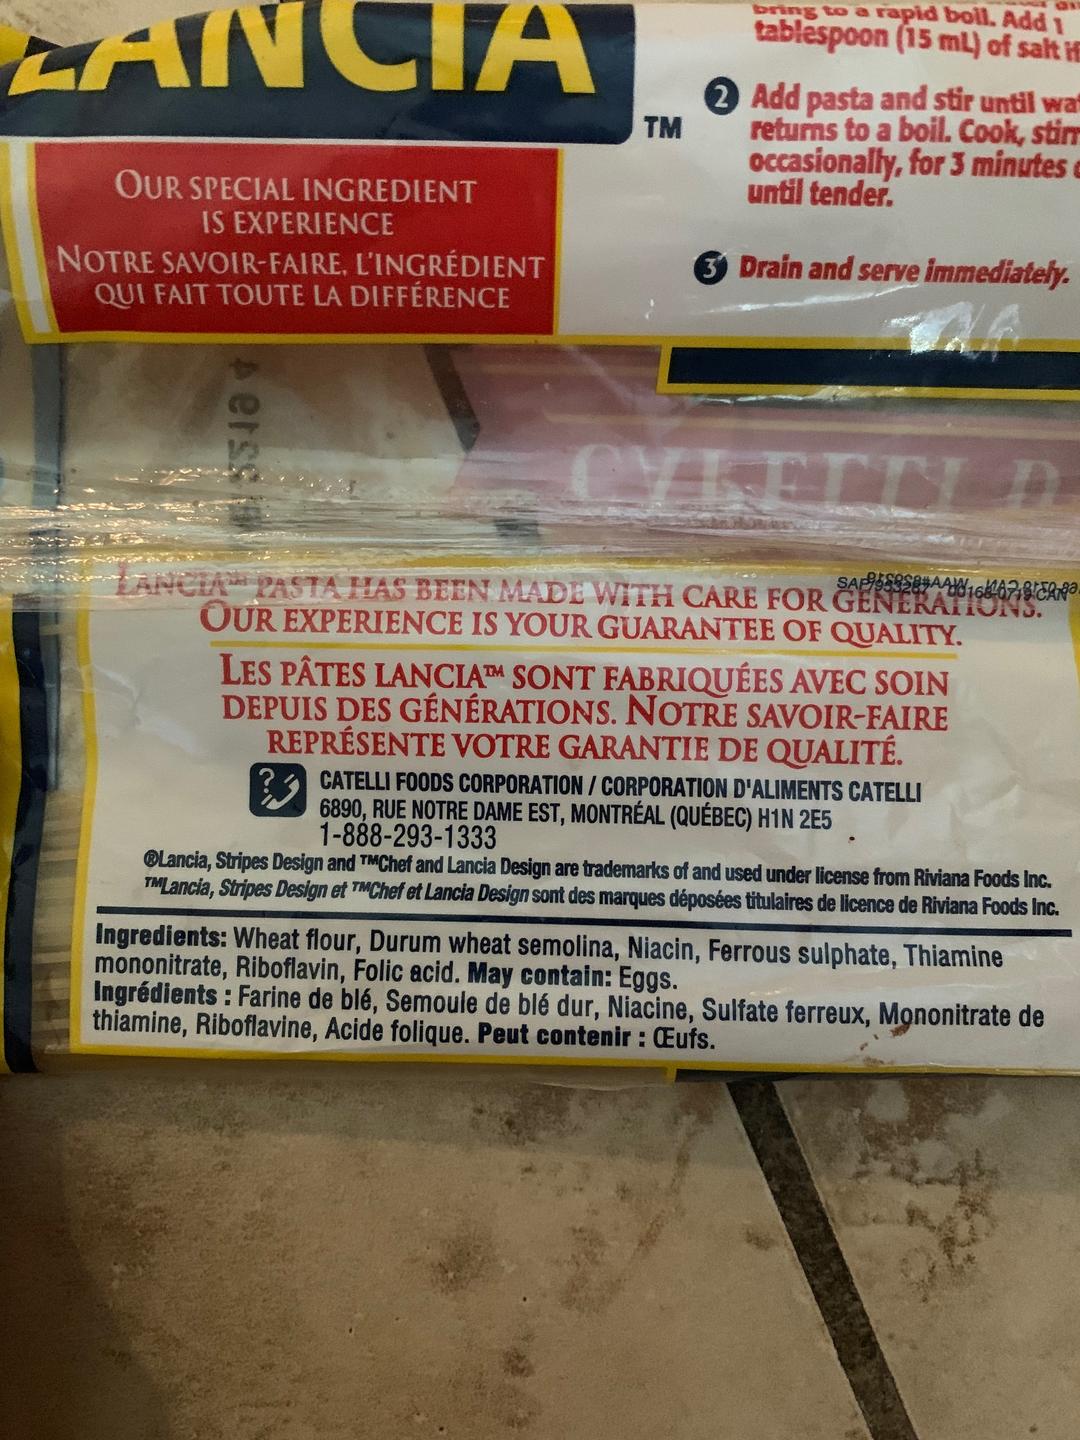 LANCIA
TM
OUR SPECIAL INGREDIENT
IS EXPERIENCE
NOTRE SAVOIR-FAIRE, L'INGRÉDIENT
QUI FAIT TOUTE LA DIFFÉRENCE
bring to a rapid boil. Add 1
tablespoon (15 mL) of salt if
2 Add pasta and stir until
returns to a boil. Cook,
occasionally, for 3 minutes
until tender.
3 Drain and serve immediately.
LANCIA™ PASTA HAS BEEN MADE WITH CARE FOR GENERATIONS.
OUR EXPERIENCE IS YOUR GUARANTEE OF QUALITY.
LES PÂTES LANCIA™ SONT FABRIQUÉES AVEC SOIN
DEPUIS DES GÉNÉRATIONS. NOTRE SAVOIR-FAIRE
REPRÉSENTE VOTRE GARANTIE DE QUALITÉ.
CATELLI FOODS CORPORATION / CORPORATION D'ALIMENTS CATELLI
6890, RUE NOTRE DAME EST, MONTRÉAL (QUÉBEC) H1N 2E5
1-888-293-1333
®Lancia, Stripes Design and ™Chef and Lancia Design are trademarks of and used under license from Riviana Foods Inc.
™Lancia, Stripes Design et ™Chef et Lancia Design sont des marques déposées titulaires de licence de Riviana Foods Inc.
Ingredients: Wheat flour, Durum wheat semolina, Niacin, Ferrous sulphate, Thiamine
mononitrate, Riboflavin, Folic acid. May contain: Eggs.
Ingrédients : Farine de blé, Semoule de blé dur, Niacine, Sulfate ferreux, Mononitrate de
thiamine, Riboflavine, Acide folique. Peut contenir : Œufs.